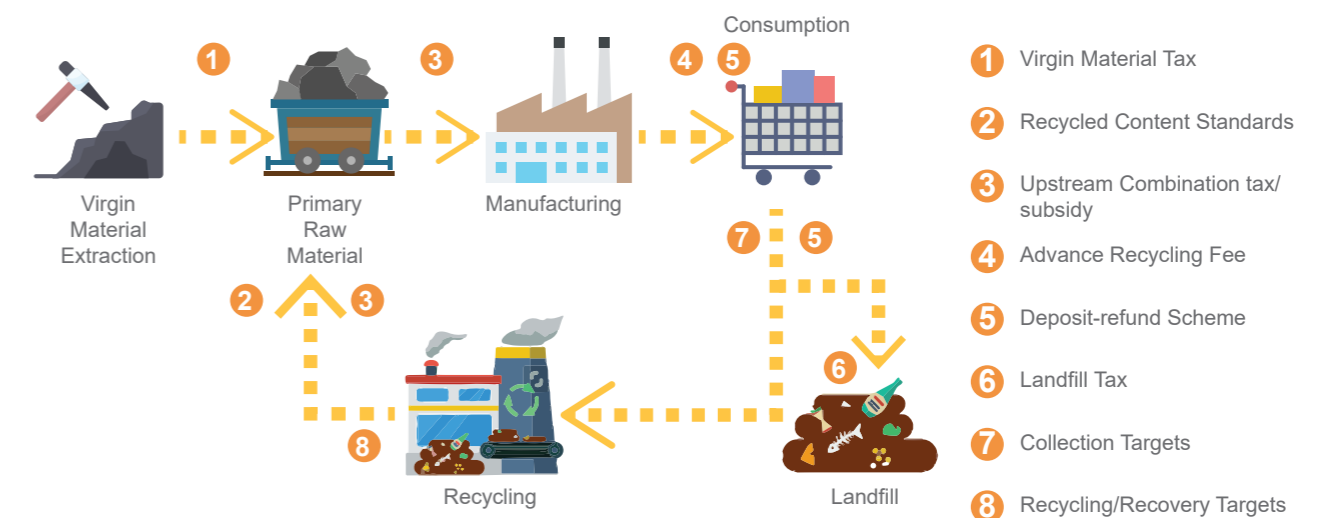 Consumption
1
3
4
5
Virgin
Material
Extraction
Primary
Raw
Material
Manufacturing
7
5
2
3
6
8
Recycling
Landfill
1 Virgin Material Tax
2 Recycled Content Standards
3 Upstream Combination tax/
subsidy
4 Advance Recycling Fee
5 Deposit-refund Scheme
6 Landfill Tax
7 Collection Targets
8 Recycling/Recovery Targets